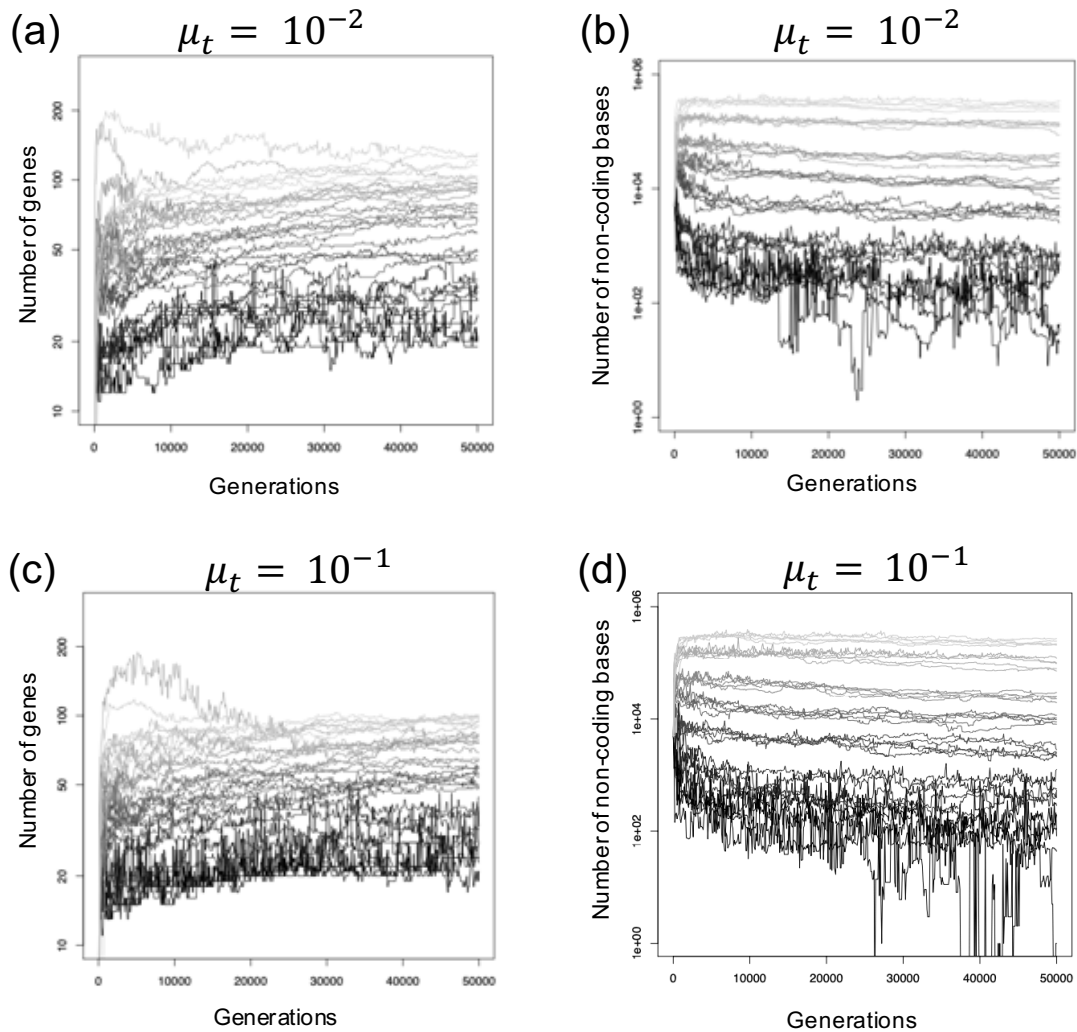 (a) μt = 10−2
200
100
50
20
10
Number of genes
0 10000 20000 30000 40000 50000
Generations
(b) μt = 10−2
1e+06
1e+04
1e+02
1e+00
Number of non-coding bases
0 10000 20000 30000 40000 50000
Generations
(c) μt = 10−1
200
100
50
20
10
Number of genes
0 10000 20000 30000 40000 50000
Generations
(d) μt = 10−1
1e+06
1e+04
1e+02
1e+00
Number of non-coding bases
0 10000 20000 30000 40000 50000
Generations